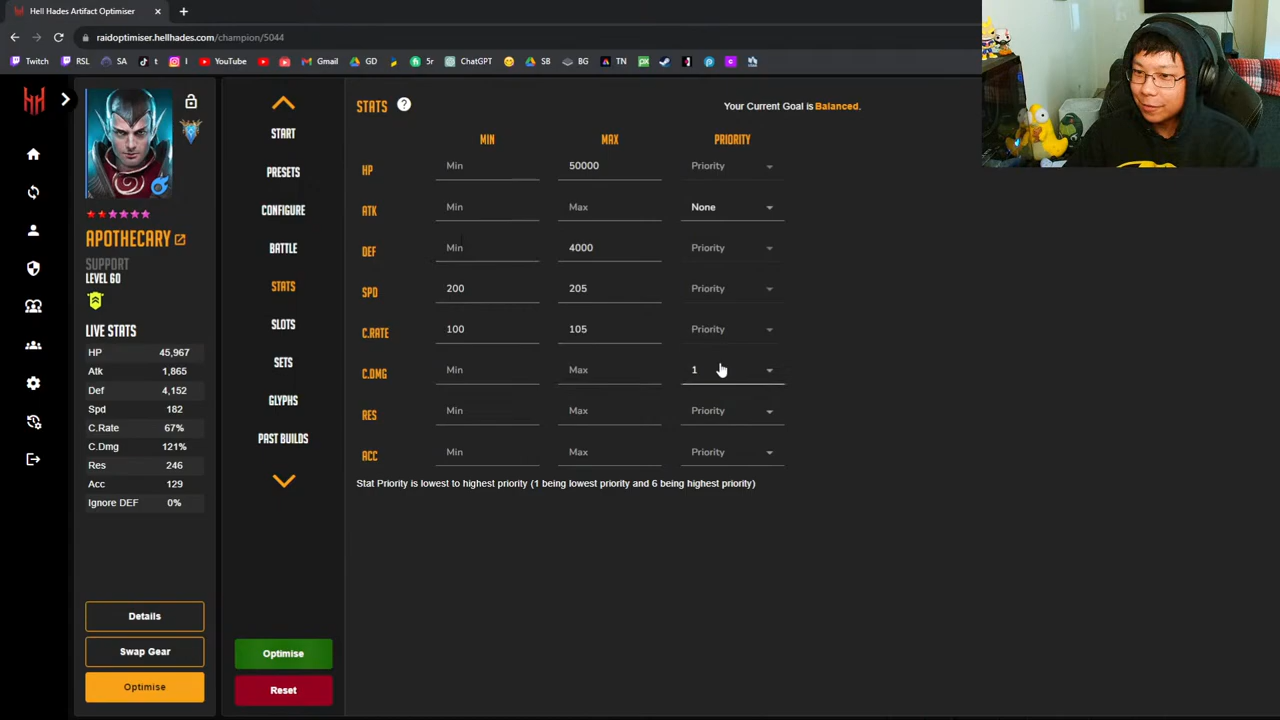 Hell Hades Artifact Optimiser
raidoptimiser.hellhades.com/champion/5044
Twitch
RSL
SA
t
I
YouTube
Gmail
GD
5r
ChatGPT
SB
BG
TN
APOTHECARY
SUPPORT
LEVEL 60
LIVE STATS
HP 45,967
Atk 1,865
Def 4,152
Spd 182
C.Rate 67%
C.Dmg 121%
Res 246
Acc 129
Ignore DEF 0%
Details
Swap Gear
Optimise
START
PRESETS
CONFIGURE
BATTLE
STATS
SLOTS
SETS
GLYPHS
PAST BUILDS
Optimise
Reset
STATS ?
Your Current Goal is Balanced.
MIN MAX PRIORITY
HP Min 50000 Priority
ATK Min Max None
DEF Min 4000 Priority
SPD 200 205 Priority
C.RATE 100 105 Priority
C.DMG Min Max 1
RES Min Max Priority
ACC Min Max Priority
Stat Priority is lowest to highest priority (1 being lowest priority and 6 being highest priority)